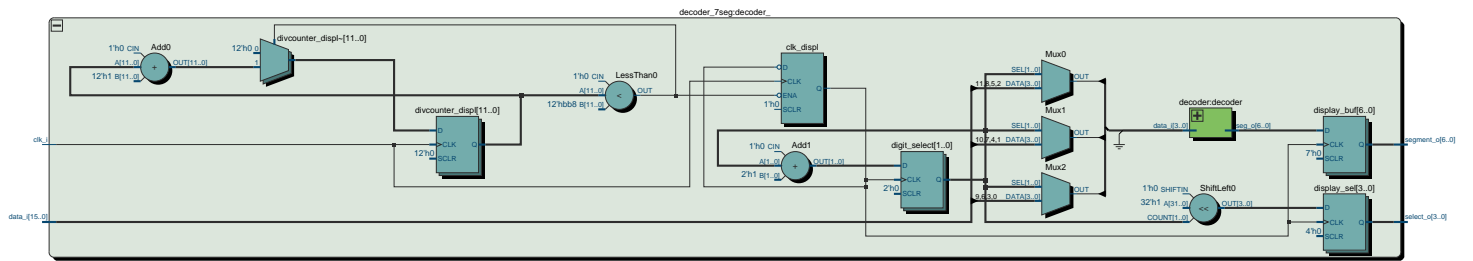 decoder_7seg:decoder_
clk_i
data_i[15..0]
Add0
1'h0 CIN
A[11..0]
12'h1 B[11..0]
OUT[11..0]
+
divcounter_displ~[11..0]
12'h0 0
1
divcounter_displ[11..0]
D
CLK
Q
12'h0
SCLR
LessThan0
1'h0 CIN
A[11..0]
12'hbb8 B[11..0]
<
OUT
clk_displ
D
CLK
Q
ENA
1'h0
SCLR
Add1
1'h0 CIN
A[1..0]
2'h1 B[1..0]
+
OUT[1..0]
digit_select[1..0]
D
CLK
Q
2'h0
SCLR
Mux0
SEL[1..0]
11,8,5,2 DATA[3..0]
OUT
Mux1
SEL[1..0]
10,7,4,1 DATA[3..0]
OUT
Mux2
SEL[1..0]
9,6,3,0 DATA[3..0]
OUT
decoder:decoder
data_i[3..0]
seg_o[6..0]
ShiftLeft0
1'h0 SHIFTIN
32'h1 A[31..0]
COUNT[1..0]
<<
OUT[3..0]
display_buf[6..0]
D
CLK
Q
7'h0
SCLR
display_sel[3..0]
D
CLK
Q
4'h0
SCLR
segment_o[6..0]
select_o[3..0]